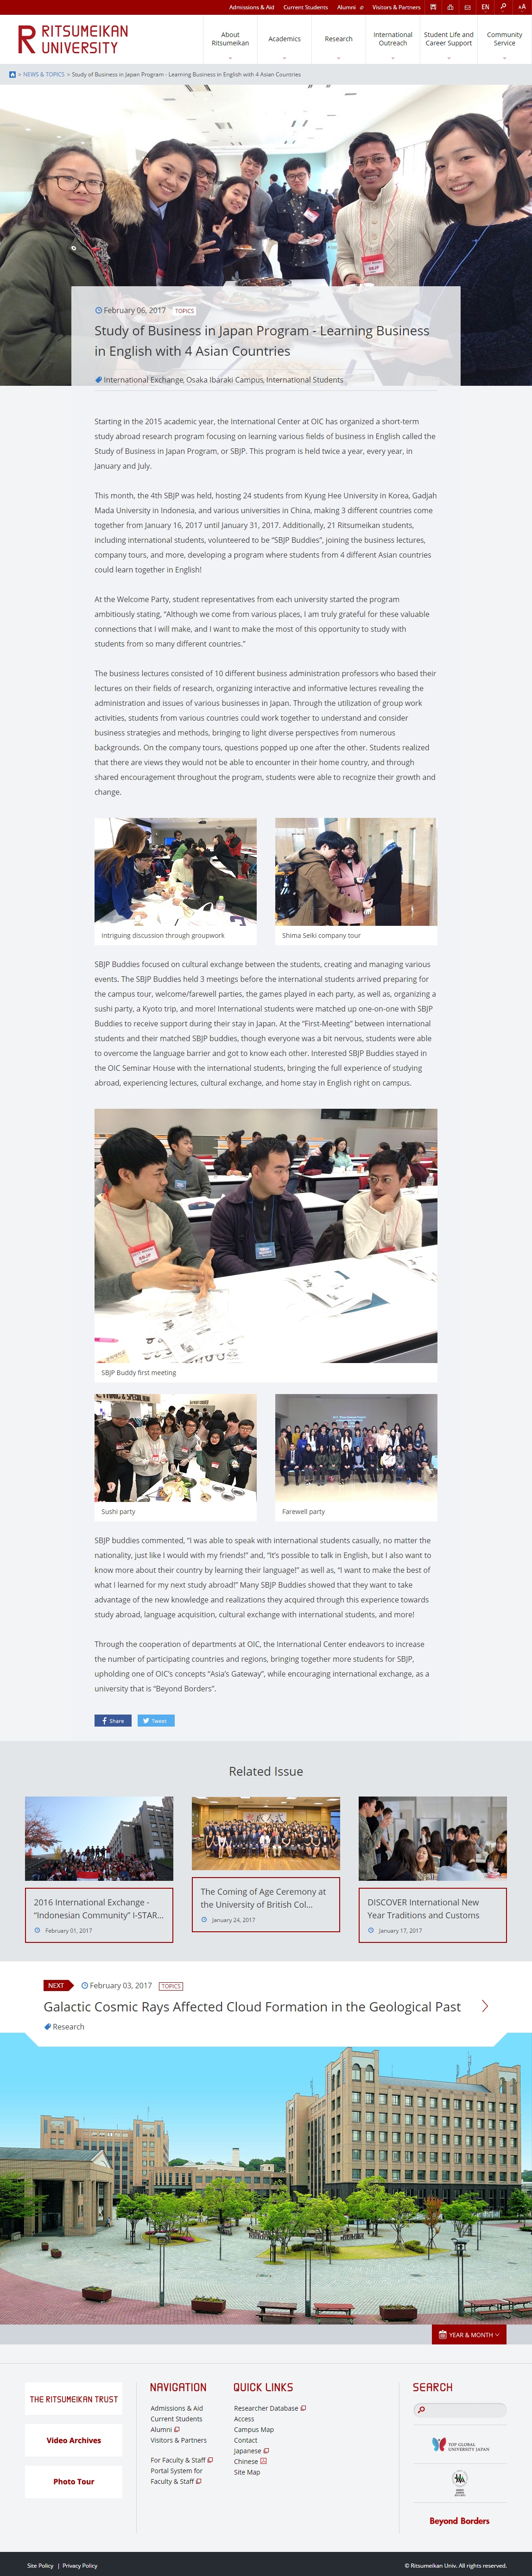 Admissions & Aid Current Students Alumni Visitors & Partners EN AA
RITSUMEIKAN
UNIVERSITY
About
Ritsumeikan
Academics
Research
International
Outreach
Student Life and
Career Support
Community
Service
» NEWS & TOPICS » Study of Business in Japan Program - Learning Business in English with 4 Asian Countries
February 06, 2017 TOPICS
Study of Business in Japan Program - Learning Business
in English with 4 Asian Countries
International Exchange, Osaka Ibaraki Campus, International Students
Starting in the 2015 academic year, the International Center at OIC has organized a short-term
study abroad research program focusing on learning various fields of business in English called the
Study of Business in Japan Program, or SBJP. This program is held twice a year, every year, in
January and July.
This month, the 4th SBJP was held, hosting 24 students from Kyung Hee University in Korea, Gadjah
Mada University in Indonesia, and various universities in China, making 3 different countries come
together from January 16, 2017 until January 31, 2017. Additionally, 21 Ritsumeikan students,
including international students, volunteered to be “SBJP Buddies”, joining the business lectures,
company tours, and more, developing a program where students from 4 different Asian countries
could learn together in English!
At the Welcome Party, student representatives from each university started the program
ambitiously stating, “Although we come from various places, I am truly grateful for these valuable
connections that I will make, and I want to make the most of this opportunity to study with
students from so many different countries.”
The business lectures consisted of 10 different business administration professors who based their
lectures on their fields of research, organizing interactive and informative lectures revealing the
administration and issues of various businesses in Japan. Through the utilization of group work
activities, students from various countries could work together to understand and consider
business strategies and methods, bringing to light diverse perspectives from numerous
backgrounds. On the company tours, questions popped up one after the other. Students realized
that there are views they would not be able to encounter in their home country, and through
shared encouragement throughout the program, students were able to recognize their growth and
change.
Intriguing discussion through groupwork
Shima Seiki company tour
SBJP Buddies focused on cultural exchange between the students, creating and managing various
events. The SBJP Buddies held 3 meetings before the international students arrived preparing for
the campus tour, welcome/farewell parties, the games played in each party, as well as, organizing a
sushi party, a Kyoto trip, and more! International students were matched up one-on-one with SBJP
Buddies to receive support during their stay in Japan. At the “First-Meeting” between international
students and their matched SBJP buddies, though everyone was a bit nervous, students were able
to overcome the language barrier and got to know each other. Interested SBJP Buddies stayed in
the OIC Seminar House with the international students, bringing the full experience of studying
abroad, experiencing lectures, cultural exchange, and home stay in English right on campus.
SBJP
SBJP Buddy first meeting
Sushi party
Farewell party
SBJP buddies commented, “I was able to speak with international students casually, no matter the
nationality, just like I would with my friends!” and, “It’s possible to talk in English, but I also want to
know more about their country by learning their language!” as well as, “I want to make the best of
what I learned for my next study abroad!” Many SBJP Buddies showed that they want to take
advantage of the new knowledge and realizations they acquired through this experience towards
study abroad, language acquisition, cultural exchange with international students, and more!
Through the cooperation of departments at OIC, the International Center endeavors to increase
the number of participating countries and regions, bringing together more students for SBJP,
upholding one of OIC’s concepts “Asia’s Gateway”, while encouraging international exchange, as a
university that is “Beyond Borders”.
Share Tweet
Related Issue
2016 International Exchange -
“Indonesian Community” I-STAR...
February 01, 2017
The Coming of Age Ceremony at
the University of British Col...
January 24, 2017
DISCOVER International New
Year Traditions and Customs
January 17, 2017
NEXT February 03, 2017 TOPICS
Galactic Cosmic Rays Affected Cloud Formation in the Geological Past
Research
YEAR & MONTH
THE RITSUMEIKAN TRUST
Video Archives
Photo Tour
NAVIGATION
Admissions & Aid
Current Students
Alumni
Visitors & Partners
For Faculty & Staff
Portal System for
Faculty & Staff
QUICK LINKS
Researcher Database
Access
Campus Map
Contact
Japanese
Chinese
Site Map
SEARCH
TOP GLOBAL
UNIVERSITY JAPAN
Beyond Borders
Site Policy | Privacy Policy
© Ritsumeikan Univ. All rights reserved.